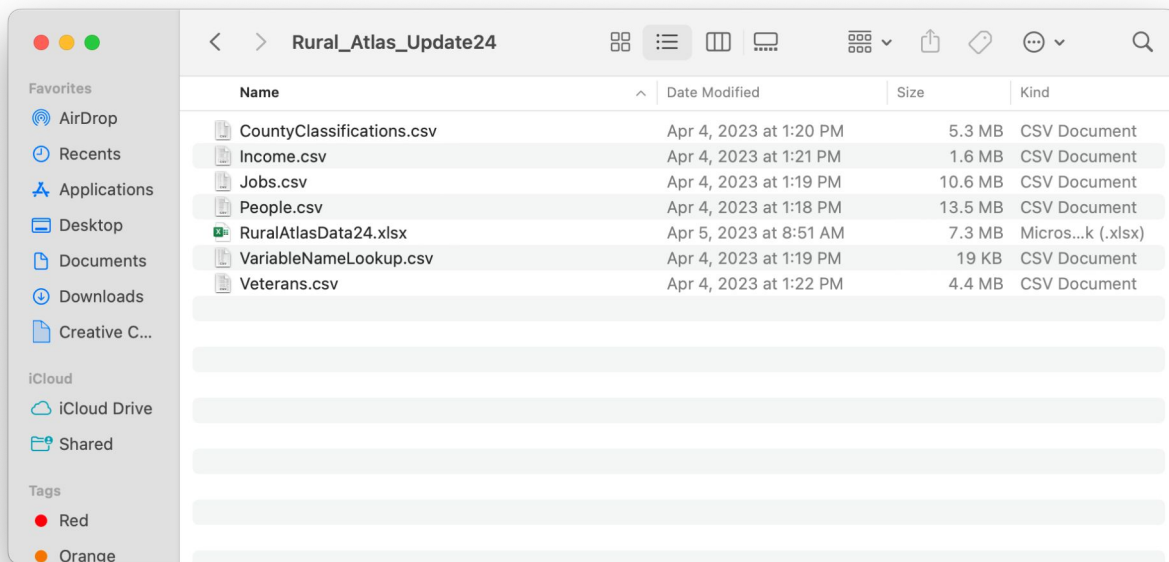 Rural_Atlas_Update24
Favorites
AirDrop
Recents
Applications
Desktop
Documents
Downloads
Creative C...
iCloud
iCloud Drive
Shared
Tags
Red
Orange
Name Date Modified Size Kind
CountyClassifications.csv Apr 4, 2023 at 1:20 PM 5.3 MB CSV Document
Income.csv Apr 4, 2023 at 1:21 PM 1.6 MB CSV Document
Jobs.csv Apr 4, 2023 at 1:19 PM 10.6 MB CSV Document
People.csv Apr 4, 2023 at 1:18 PM 13.5 MB CSV Document
RuralAtlasData24.xlsx Apr 5, 2023 at 8:51 AM 7.3 MB Micros...k (.xlsx)
VariableNameLookup.csv Apr 4, 2023 at 1:19 PM 19 KB CSV Document
Veterans.csv Apr 4, 2023 at 1:22 PM 4.4 MB CSV Document